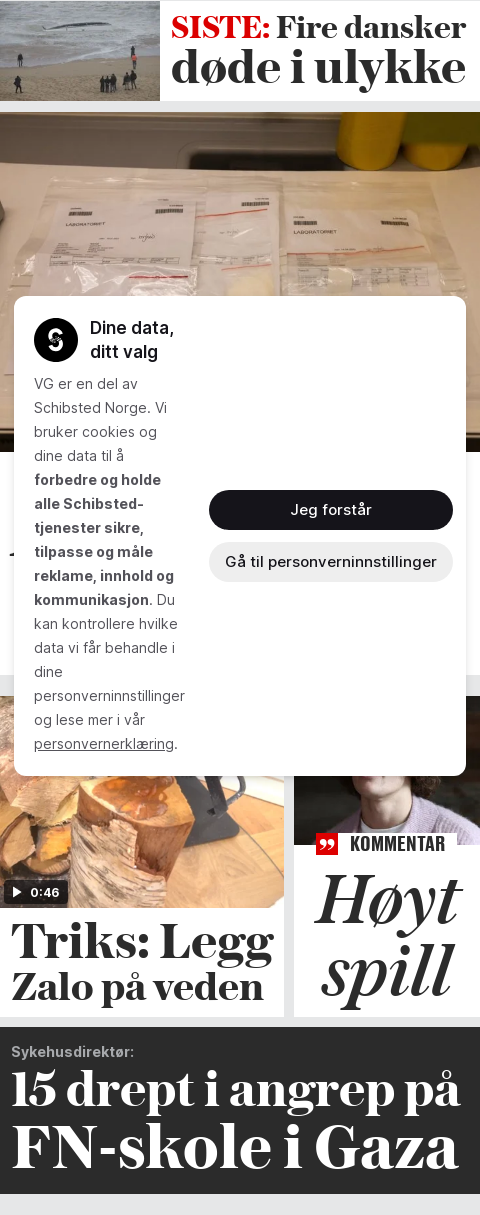 SISTE: Fire dansker
døde i ulykke
LABORATORIET
LABORATORIET
Dine data,
ditt valg
VG er en del av
Schibsted Norge. Vi
bruker cookies og
dine data til å
forbedre og holde
alle Schibsted-
tjenester sikre,
tilpasse og måle
reklame, innhold og
kommunikasjon. Du
kan kontrollere hvilke
data vi får behandle i
dine
personverninnstillinger
og lese mer i vår
personvernerklæring.
Jeg forstår
Gå til personverninnstillinger
0:46
Triks: Legg
Zalo på veden
KOMMENTAR
Høyt
spill
Sykehusdirektør:
15 drept i angrep på
FN-skole i Gaza